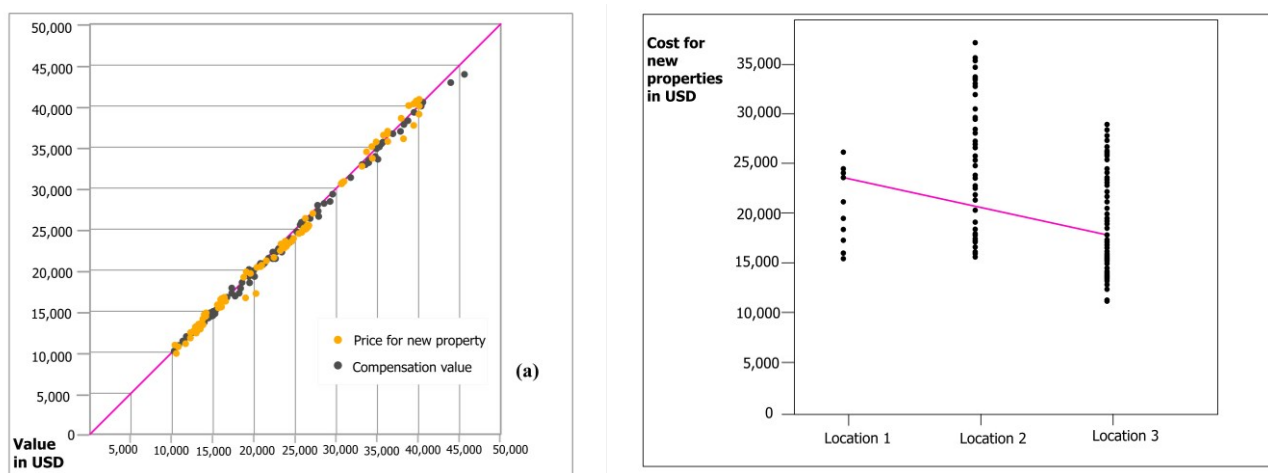 50,000
45,000
40,000
35,000
30,000
25,000
20,000
15,000
10,000
5,000
0
Value
in USD
5,000 10,000 15,000 20,000 25,000 30,000 35,000 40,000 45,000 50,000
Price for new property
Compensation value
(a)
Cost for
new
properties
in USD
35,000
30,000
25,000
20,000
15,000
10,000
5,000
0
Location 1 Location 2 Location 3